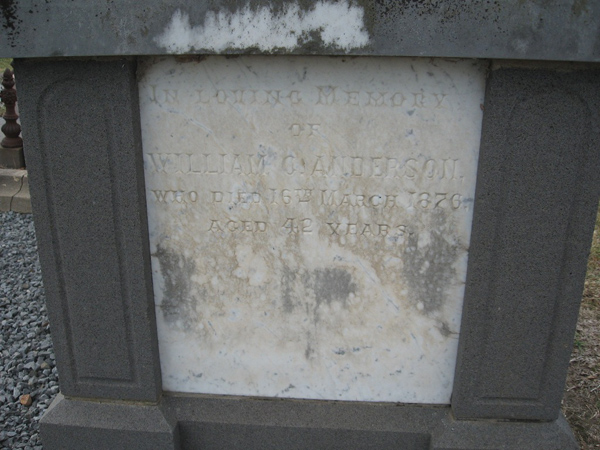 IN LOVING MEMORY
OF
WILLIAM C. ANDERSON.
WHO DIED 16TH MARCH 1876
AGED 42 YEARS.